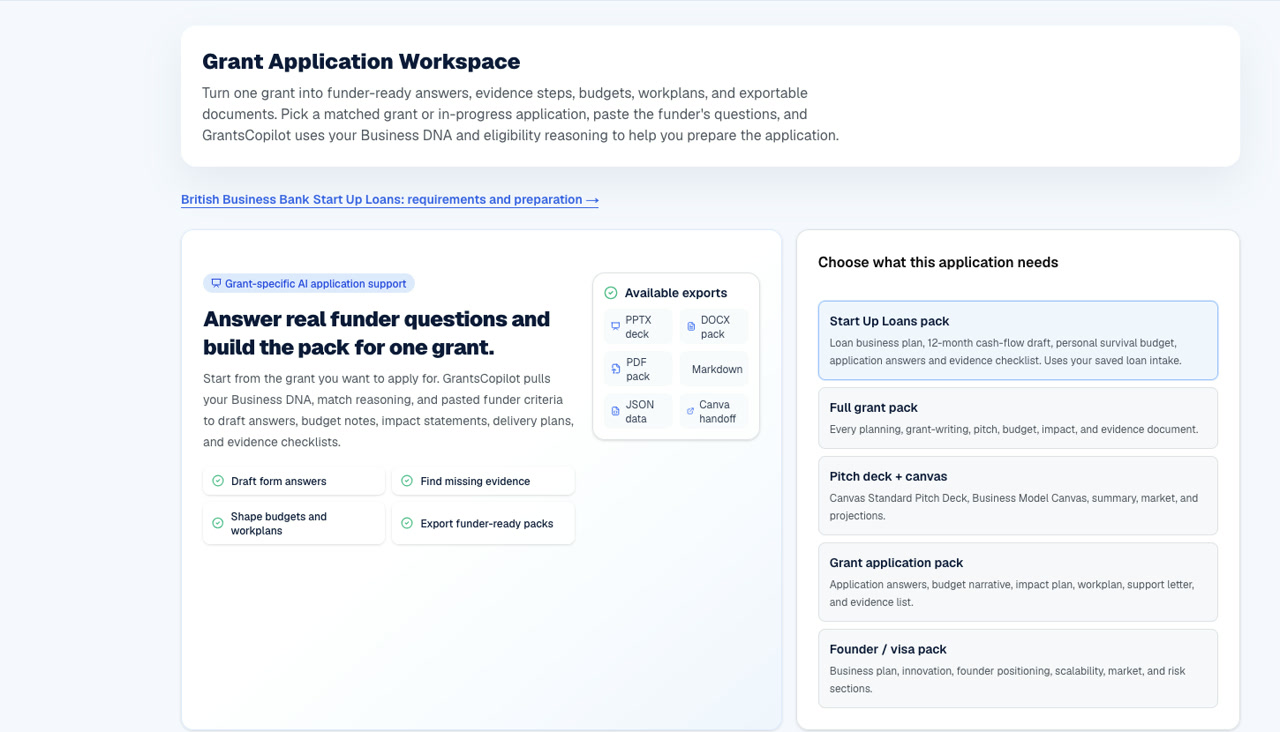 Grant Application Workspace
Turn one grant into funder-ready answers, evidence steps, budgets, workplans, and exportable
documents. Pick a matched grant or in-progress application, paste the funder's questions, and
GrantsCopilot uses your Business DNA and eligibility reasoning to help you prepare the application.
British Business Bank Start Up Loans: requirements and preparation →
Grant-specific AI application support
Answer real funder questions and
build the pack for one grant.
Start from the grant you want to apply for. GrantsCopilot pulls
your Business DNA, match reasoning, and pasted funder criteria
to draft answers, budget notes, impact statements, delivery plans,
and evidence checklists.
Draft form answers
Find missing evidence
Shape budgets and
workplans
Export funder-ready packs
Available exports
PPTX
deck
DOCX
pack
PDF
pack
Markdown
JSON
data
Canva
handoff
Choose what this application needs
Start Up Loans pack
Loan business plan, 12-month cash-flow draft, personal survival budget,
application answers and evidence checklist. Uses your saved loan intake.
Full grant pack
Every planning, grant-writing, pitch, budget, impact, and evidence document.
Pitch deck + canvas
Canvas Standard Pitch Deck, Business Model Canvas, summary, market, and
projections.
Grant application pack
Application answers, budget narrative, impact plan, workplan, support letter,
and evidence list.
Founder / visa pack
Business plan, innovation, founder positioning, scalability, market, and risk
sections.